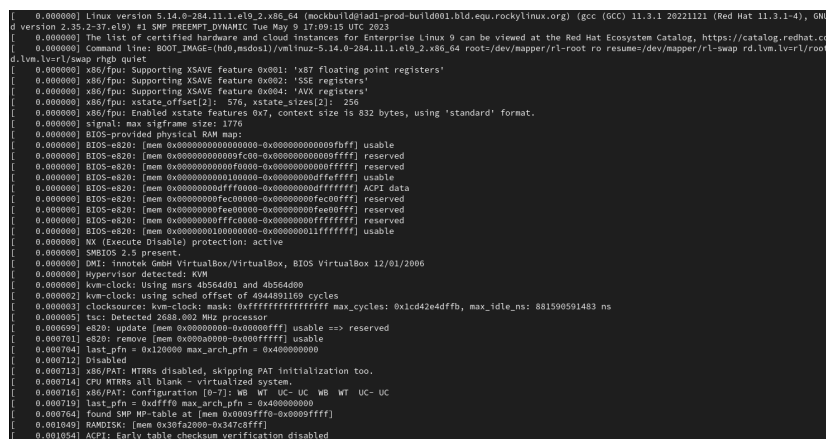 [    0.000000] Linux version 5.14.0-284.11.1.el9_2.x86_64 (mockbuild@iad1-prod-build001.bld.equ.rockylinux.org) (gcc (GCC) 11.3.1 20221121 (Red Hat 11.3.1-4), GNU
d version 2.35.2-37.el9) #1 SMP PREEMPT_DYNAMIC Tue May 9 17:09:15 UTC 2023
[    0.000000] The list of certified hardware and cloud instances for Enterprise Linux 9 can be viewed at the Red Hat Ecosystem Catalog, https://catalog.redhat.co
[    0.000000] Command line: BOOT_IMAGE=(hd0,msdos1)/vmlinuz-5.14.0-284.11.1.el9_2.x86_64 root=/dev/mapper/rl-root ro resume=/dev/mapper/rl-swap rd.lvm.lv=rl/root
d.lvm.lv=rl/swap rhgb quiet
[    0.000000] x86/fpu: Supporting XSAVE feature 0x001: 'x87 floating point registers'
[    0.000000] x86/fpu: Supporting XSAVE feature 0x002: 'SSE registers'
[    0.000000] x86/fpu: Supporting XSAVE feature 0x004: 'AVX registers'
[    0.000000] x86/fpu: xstate_offset[2]:  576, xstate_sizes[2]:  256
[    0.000000] x86/fpu: Enabled xstate features 0x7, context size is 832 bytes, using 'standard' format.
[    0.000000] signal: max sigframe size: 1776
[    0.000000] BIOS-provided physical RAM map:
[    0.000000] BIOS-e820: [mem 0x0000000000000000-0x000000000009fbff] usable
[    0.000000] BIOS-e820: [mem 0x000000000009fc00-0x000000000009ffff] reserved
[    0.000000] BIOS-e820: [mem 0x00000000000f0000-0x00000000000fffff] reserved
[    0.000000] BIOS-e820: [mem 0x0000000000100000-0x00000000dffeffff] usable
[    0.000000] BIOS-e820: [mem 0x00000000dfff0000-0x00000000dfffffff] ACPI data
[    0.000000] BIOS-e820: [mem 0x00000000fec00000-0x00000000fec00fff] reserved
[    0.000000] BIOS-e820: [mem 0x00000000fee00000-0x00000000fee00fff] reserved
[    0.000000] BIOS-e820: [mem 0x00000000fffc0000-0x00000000ffffffff] reserved
[    0.000000] BIOS-e820: [mem 0x0000000100000000-0x000000011fffffff] usable
[    0.000000] NX (Execute Disable) protection: active
[    0.000000] SMBIOS 2.5 present.
[    0.000000] DMI: innotek GmbH VirtualBox/VirtualBox, BIOS VirtualBox 12/01/2006
[    0.000000] Hypervisor detected: KVM
[    0.000000] kvm-clock: Using msrs 4b564d01 and 4b564d00
[    0.000002] kvm-clock: using sched offset of 4944891169 cycles
[    0.000003] clocksource: kvm-clock: mask: 0xffffffffffffffff max_cycles: 0x1cd42e4dffb, max_idle_ns: 881590591483 ns
[    0.000005] tsc: Detected 2688.002 MHz processor
[    0.000699] e820: update [mem 0x00000000-0x00000fff] usable ==> reserved
[    0.000701] e820: remove [mem 0x000a0000-0x000fffff] usable
[    0.000704] last_pfn = 0x120000 max_arch_pfn = 0x400000000
[    0.000712] Disabled
[    0.000713] x86/PAT: MTRRs disabled, skipping PAT initialization too.
[    0.000714] CPU MTRRs all blank - virtualized system.
[    0.000716] x86/PAT: Configuration [0-7]: WB  WT  UC- UC  WB  WT  UC- UC
[    0.000719] last_pfn = 0xdfff0 max_arch_pfn = 0x400000000
[    0.000764] found SMP MP-table at [mem 0x0009fff0-0x0009ffff]
[    0.001049] RAMDISK: [mem 0x30fa2000-0x347c8fff]
[    0.001054] ACPI: Early table checksum verification disabled